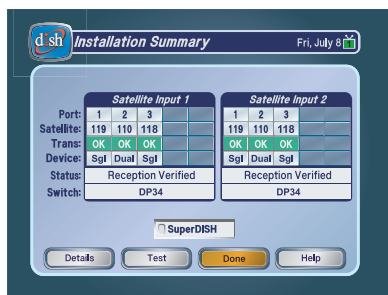 dish Installation Summary Fri, July 8 1
Satellite Input 1 Satellite Input 2
Port: 1 2 3 1 2 3
Satellite: 119 110 118 119 110 118
Trans: OK OK OK OK OK OK
Device: Sgl Dual Sgl Sgl Dual Sgl
Status: Reception Verified Reception Verified
Switch: DP34 DP34
SuperDISH
Details Test Done Help